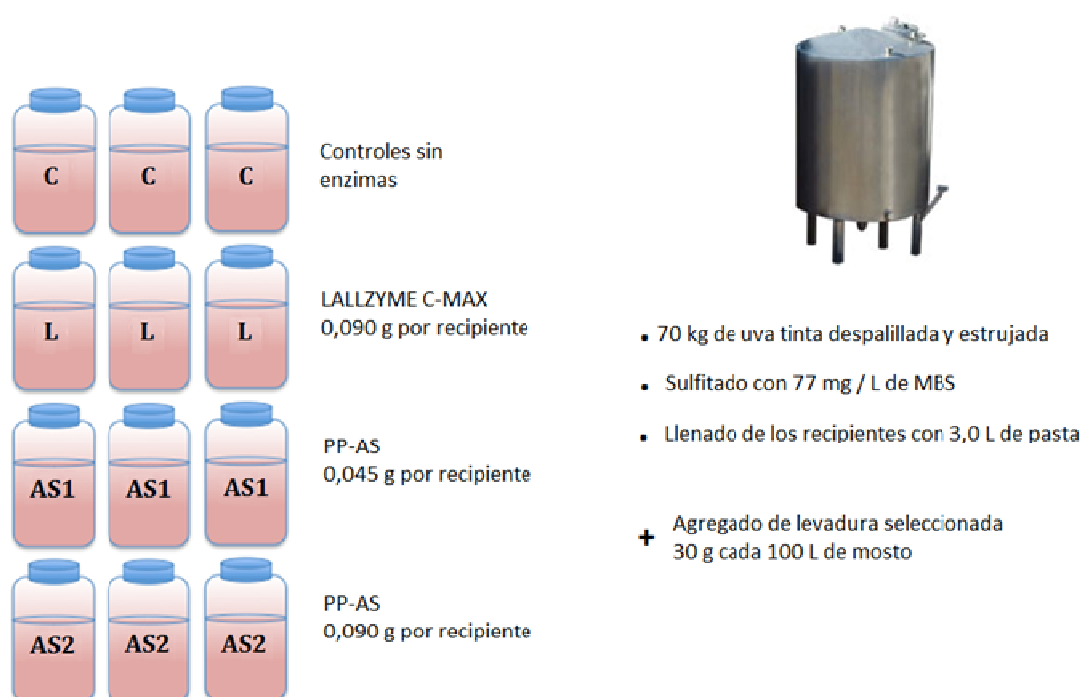 C C C
Controles sin
enzimas
L L L
LALLZYME C-MAX
0,090 g por recipiente
AS1 AS1 AS1
PP-AS
0,045 g por recipiente
AS2 AS2 AS2
PP-AS
0,090 g por recipiente
• 70 kg de uva tinta despalillada y estrujada
• Sulfitado con 77 mg / L de MBS
• Llenado de los recipientes con 3,0 L de pasta
+ Agregado de levadura seleccionada
30 g cada 100 L de mosto